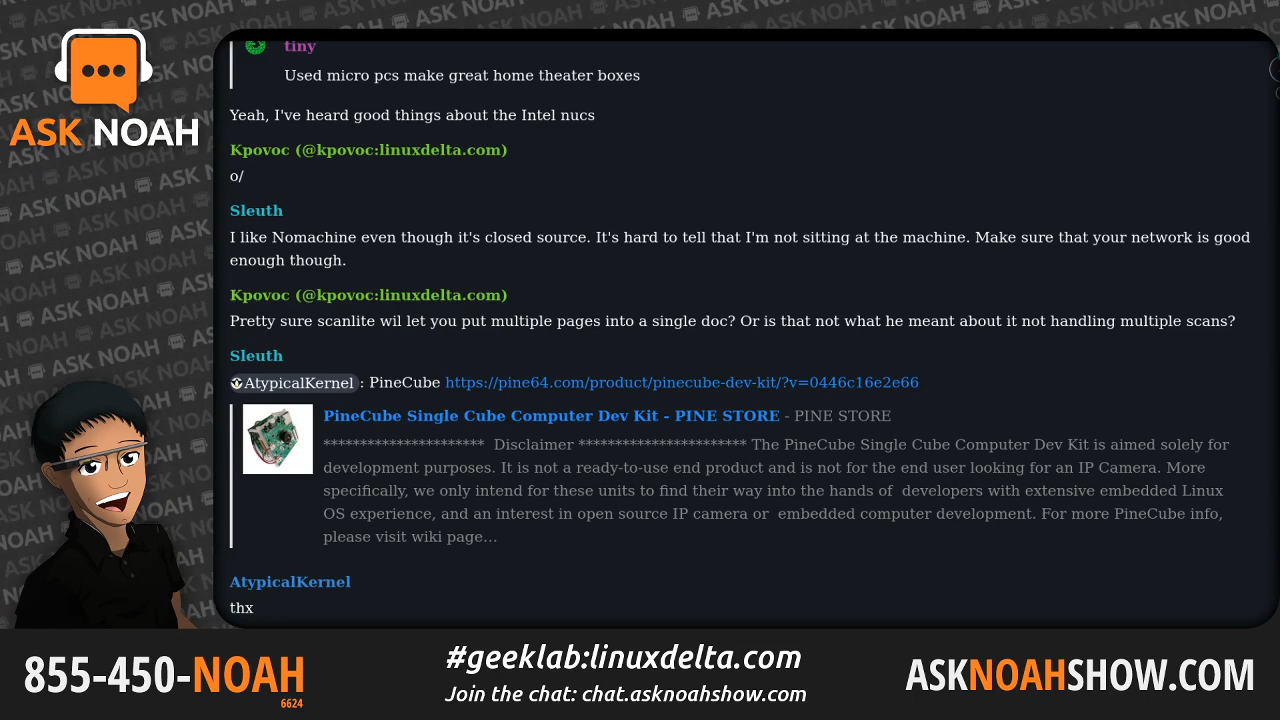 ASK NOAH
tiny
Used micro pcs make great home theater boxes
Yeah, I've heard good things about the Intel nucs
Kpovoc (@kpovoc:linuxdelta.com)
o/
Sleuth
I like Nomachine even though it's closed source. It's hard to tell that I'm not sitting at the machine. Make sure that your network is good
enough though.
Kpovoc (@kpovoc:linuxdelta.com)
Pretty sure scanlite wil let you put multiple pages into a single doc? Or is that not what he meant about it not handling multiple scans?
Sleuth
AtypicalKernel : PineCube https://pine64.com/product/pinecube-dev-kit/?v=0446c16e2e66
PineCube Single Cube Computer Dev Kit - PINE STORE - PINE STORE
********************** Disclaimer *********************** The PineCube Single Cube Computer Dev Kit is aimed solely for
development purposes. It is not a ready-to-use end product and is not for the end user looking for an IP Camera. More
specifically, we only intend for these units to find their way into the hands of developers with extensive embedded Linux
OS experience, and an interest in open source IP camera or embedded computer development. For more PineCube info,
please visit wiki page...
AtypicalKernel
thx
855-450-NOAH
6624
#geeklab:linuxdelta.com
Join the chat: chat.asknoahshow.com
ASKNOAHSHOW.COM